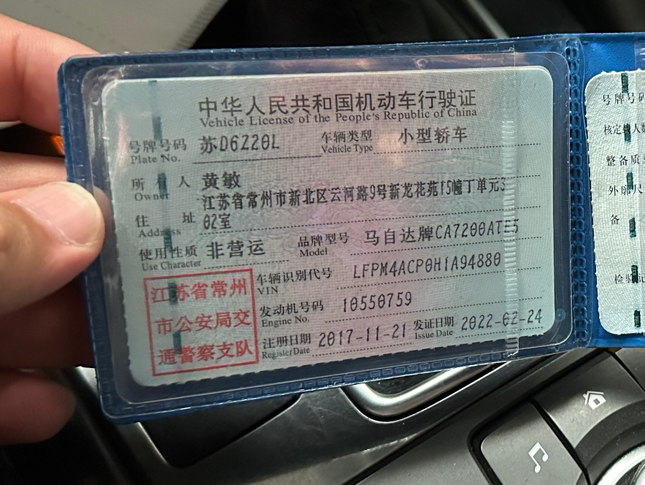 中华人民共和国机动车行驶证
Vehicle License of the People's Republic of China
号牌号码 苏D6Z20L 车辆类型 小型轿车
Plate No. Vehicle Type
所有人 黄敏
Owner
江苏省常州市新北区云河路9号新龙花苑15幢丁单元3
住址 02室
Address
使用性质 非营运 品牌型号 马自达牌CA7200ATE5
Use Character Model
车辆识别代号 LFPM4ACP0H1A94880
VIN
发动机号码 10550759
Engine No.
注册日期 2017-11-21 发证日期 2022-02-24
Register Date Issue Date
江苏省常州
市公安局交
通警察支队
号牌号码
整备质
外廓尺
备
检验